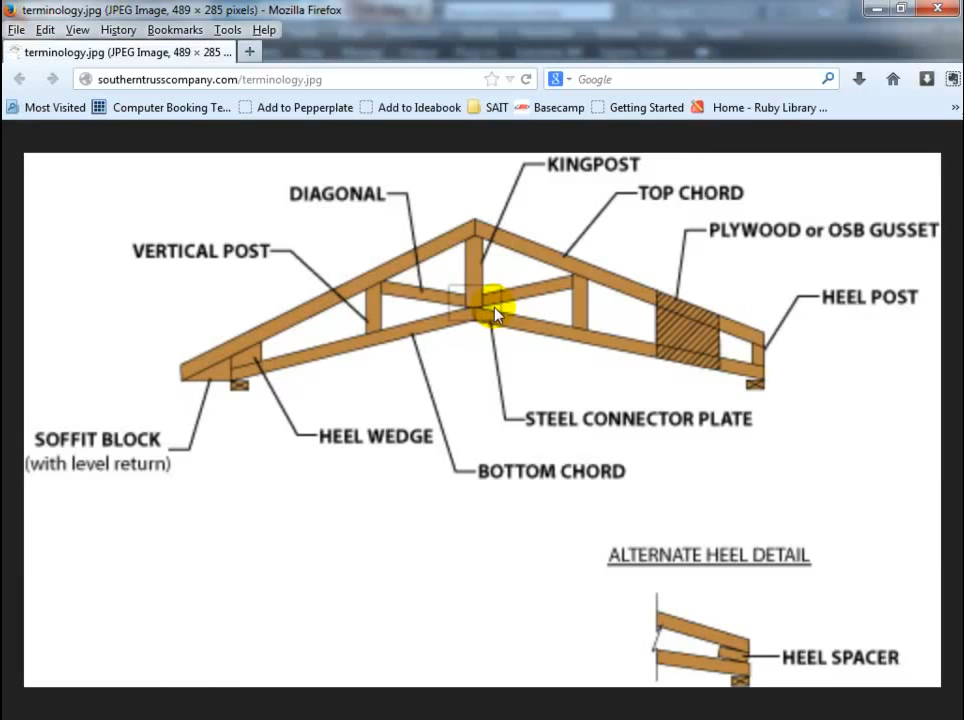 terminology.jpg (JPEG Image, 489 × 285 pixels) - Mozilla Firefox
File Edit View History Bookmarks Tools Help
terminology.jpg (JPEG Image, 489 × 285 ...
southerntrusscompany.com/terminology.jpg
Google
Most Visited Computer Booking Te... Add to Pepperplate Add to Ideabook SAIT Basecamp Getting Started Home - Ruby Library ...
KINGPOST
DIAGONAL
TOP CHORD
PLYWOOD or OSB GUSSET
VERTICAL POST
HEEL POST
STEEL CONNECTOR PLATE
HEEL WEDGE
SOFFIT BLOCK
(with level return)
BOTTOM CHORD
ALTERNATE HEEL DETAIL
HEEL SPACER